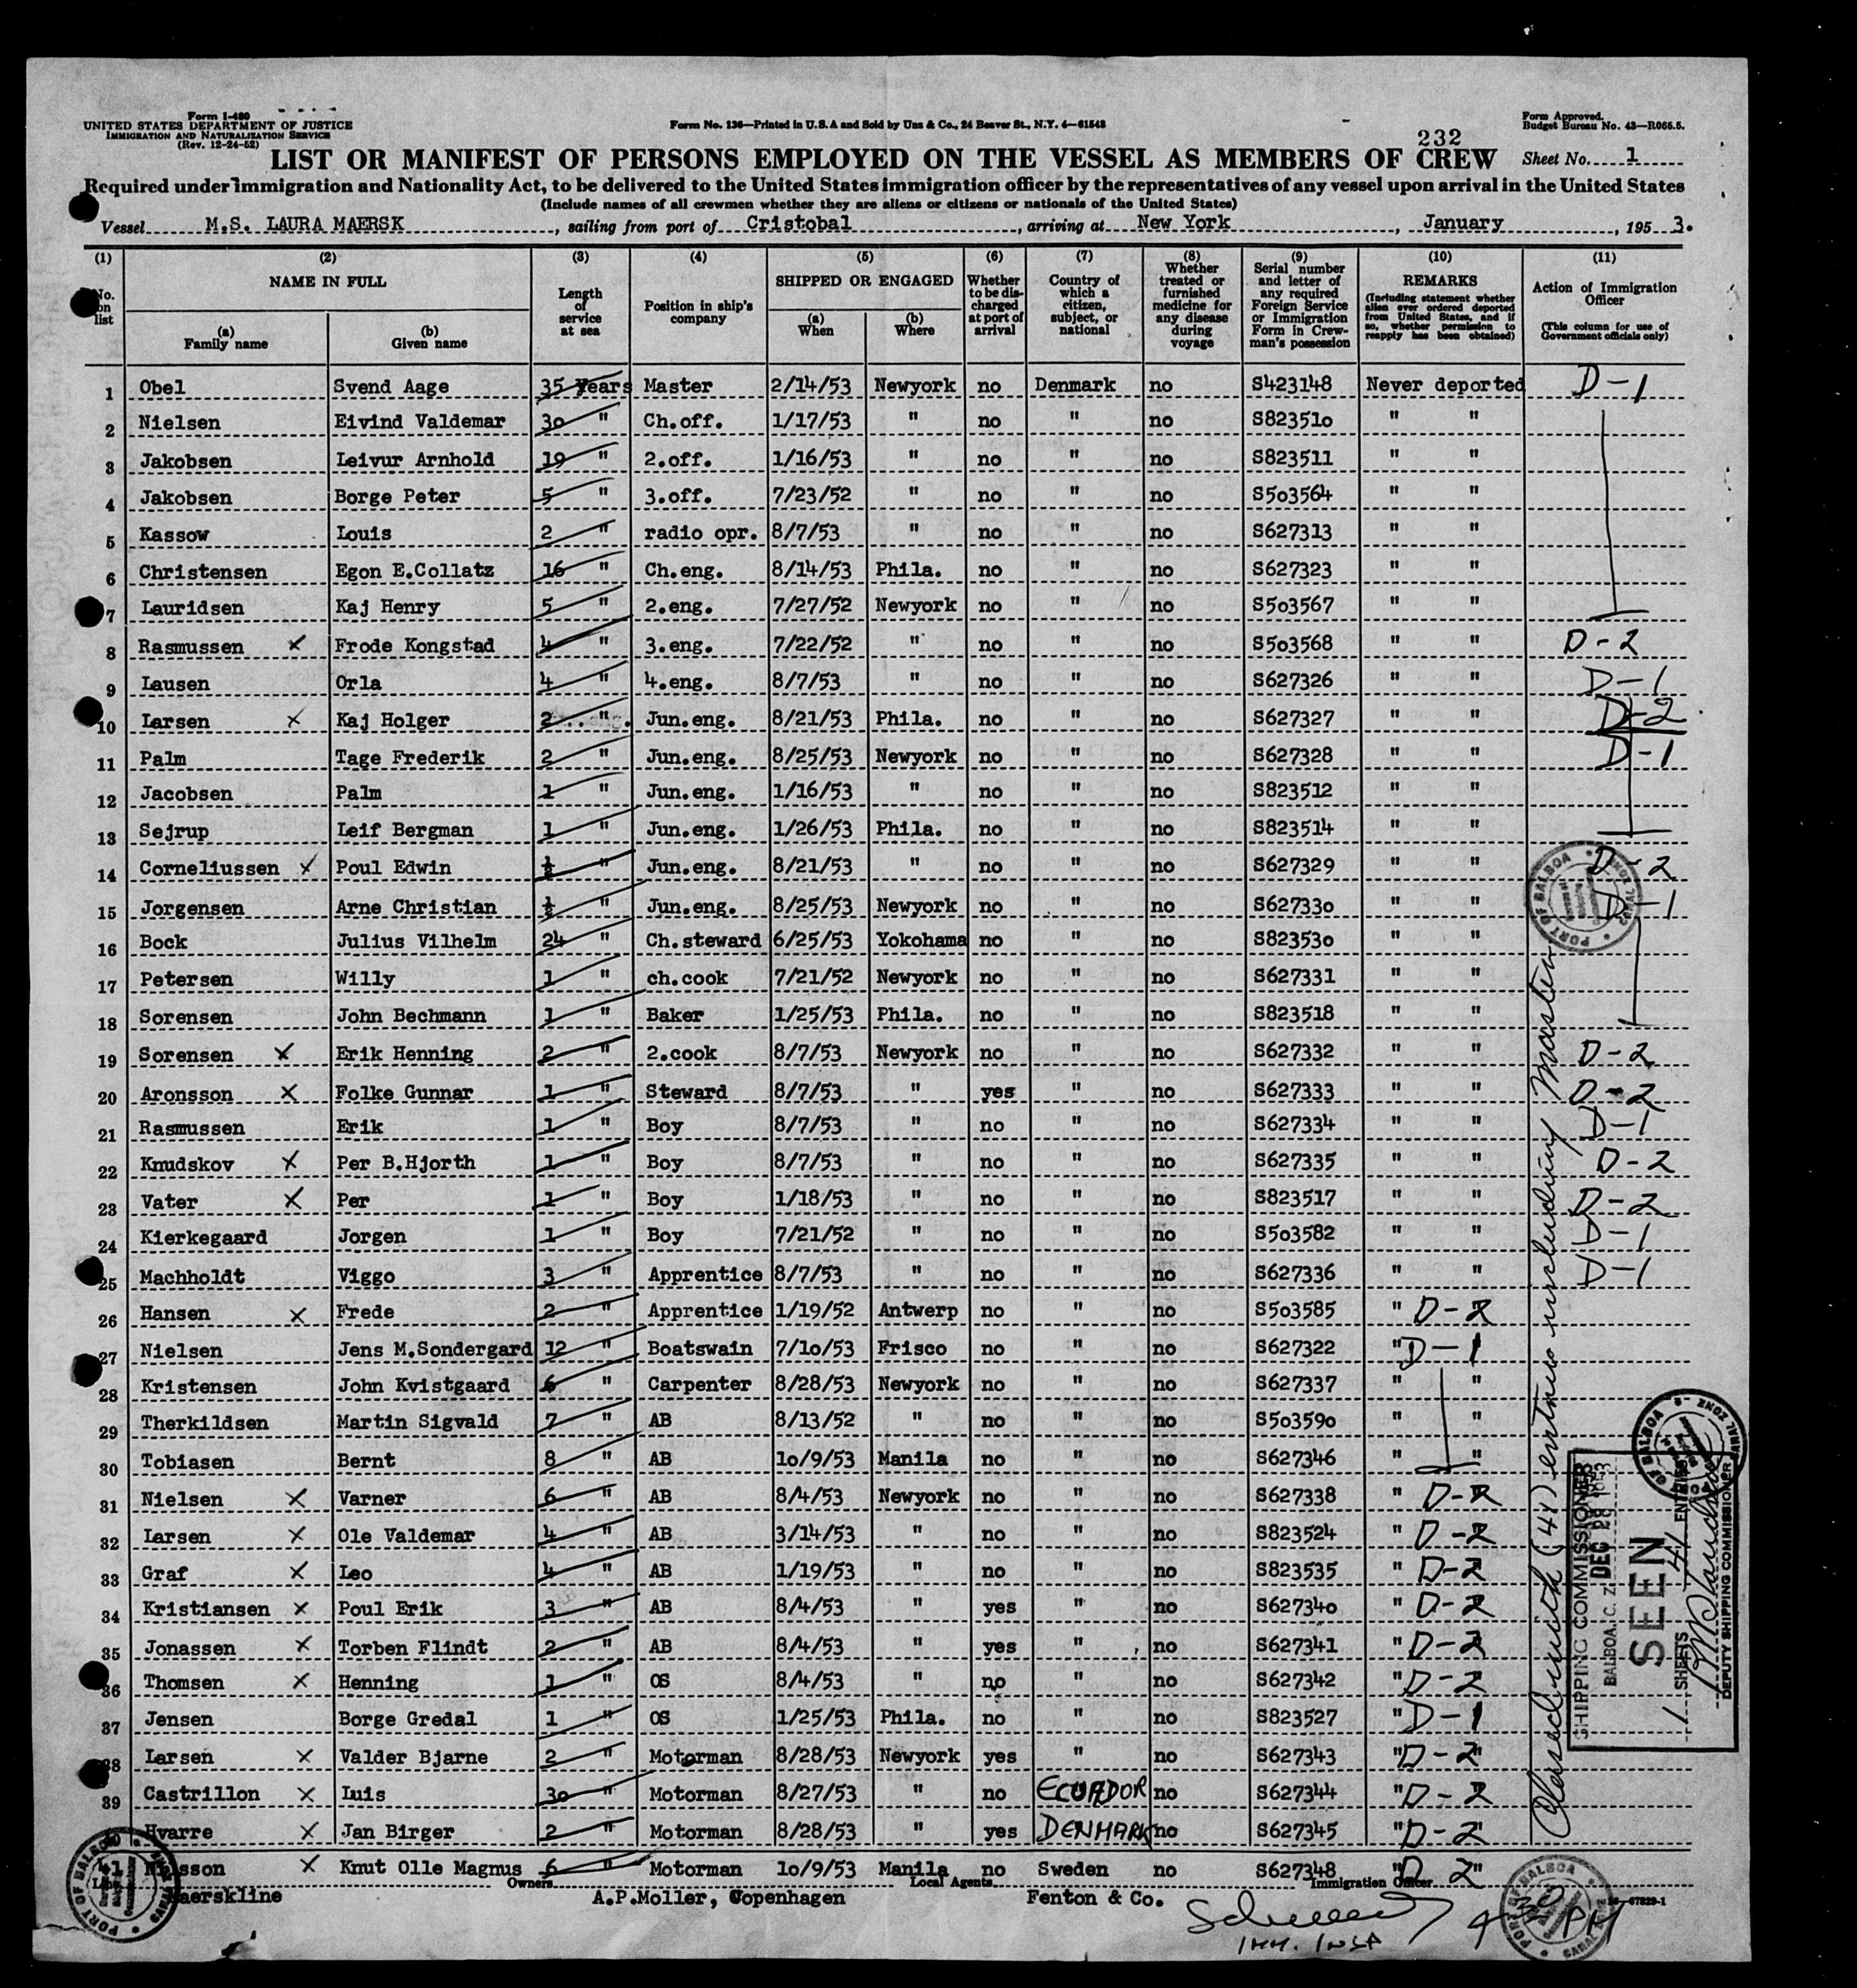 Form I-480
UNITED STATES DEPARTMENT OF JUSTICE
IMMIGRATION AND NATURALIZATION SERVICE
(Rev. 12-24-52)
Form No. 136—Printed in U.S.A and Sold by Unz & Co., 24 Beaver St., N.Y. 4—61548
Form Approved.
Budget Bureau No. 43—R065.5.
232
LIST OR MANIFEST OF PERSONS EMPLOYED ON THE VESSEL AS MEMBERS OF CREW Sheet No. 1
Required under Immigration and Nationality Act, to be delivered to the United States immigration officer by the representatives of any vessel upon arrival in the United States
(Include names of all crewmen whether they are aliens or citizens or nationals of the United States)
Vessel M.S. LAURA MAERSK, sailing from port of Cristobal, arriving at New York, January, 195 3.
(1) (2) (3) (4) (5) (6) (7) (8) (9) (10) (11)
No. on list
NAME IN FULL
(a) Family name
(b) Given name
Length of service at sea
Position in ship's company
SHIPPED OR ENGAGED
(a) When
(b) Where
Whether to be discharged at port of arrival
Country of which a citizen, subject, or national
Whether treated or furnished medicine for any disease during voyage
Serial number and letter of any required Foreign Service or Immigration Form in Crewman's possession
REMARKS
(Including statement whether alien ever ordered deported from United States, and if so, whether permission to reapply has been obtained)
Action of Immigration Officer
(This column for use of Government officials only)
1 Obel Svend Aage 35 years Master 2/14/53 Newyork no Denmark no S423148 Never deported D-1
2 Nielsen Eivind Valdemar 30 " Ch.off. 1/17/53 " no " no S823510 " "
3 Jakobsen Leivur Arnhold 19 " 2.off. 1/16/53 " no " no S823511 " "
4 Jakobsen Borge Peter 5 " 3.off. 7/23/52 " no " no S503564 " "
5 Kassow Louis 2 " radio opr. 8/7/53 " no " no S627313 " "
6 Christensen Egon E.Collatz 16 " Ch.eng. 8/14/53 Phila. no " no S627323 " "
7 Lauridsen Kaj Henry 5 " 2.eng. 7/27/52 Newyork no " no S503567 " "
8 Rasmussen x Frode Kongstad 4 " 3.eng. 7/22/52 " no " no S503568 " " D-2
9 Lausen Orla 4 " 4.eng. 8/7/53 " no " no S627326 " " D-1
10 Larsen x Kaj Holger 2 " Jun.eng. 8/21/53 Phila. no " no S627327 " " D-2
11 Palm Tage Frederik 2 " Jun.eng. 8/25/53 Newyork no " no S627328 " " D-1
12 Jacobsen Palm 1 " Jun.eng. 1/16/53 " no " no S823512 " "
13 Sejrup Leif Bergman 1 " Jun.eng. 1/26/53 Phila. no " no S823514 " "
14 Corneliussen x Poul Edwin ½ " Jun.eng. 8/21/53 " no " no S627329 " " D-2
15 Jorgensen Arne Christian ½ " Jun.eng. 8/25/53 Newyork no " no S627330 " " D-1
16 Bock Julius Vilhelm 24 " Ch.steward 6/25/53 Yokohama no " no S823530 " "
17 Petersen Willy 1 " ch.cook 7/21/52 Newyork no " no S627331 " "
18 Sorensen John Bechmann 1 " Baker 1/25/53 Phila. no " no S823518 " "
19 Sorensen x Erik Henning 2 " 2.cook 8/7/53 Newyork no " no S627332 " " D-2
20 Aronsson x Folke Gunnar 1 " Steward 8/7/53 " yes " no S627333 " " D-2
21 Rasmussen Erik 1 " Boy 8/7/53 " no " no S627334 " " D-1
22 Knudskov x Per B.Hjorth 1 " Boy 8/7/53 " no " no S627335 " " D-2
23 Vater x Per 1 " Boy 1/18/53 " no " no S823517 " " D-2
24 Kierkegaard Jorgen 1 " Boy 7/21/52 " no " no S503582 " " D-1
25 Machholdt Viggo 3 " Apprentice 8/7/53 " no " no S627336 " " D-1
26 Hansen x Frede 2 " Apprentice 1/19/52 Antwerp no " no S503585 " D-2
27 Nielsen Jens M.Sondergard 12 " Boatswain 7/10/53 Frisco no " no S627322 " D-1
28 Kristensen John Kvistgaard 6 " Carpenter 8/28/53 Newyork no " no S627337 " "
29 Therkildsen Martin Sigvald 7 " AB 8/13/52 " no " no S503590 " "
30 Tobiasen Bernt 8 " AB 10/9/53 Manila no " no S627346 " "
31 Nielsen x Varner 6 " AB 8/4/53 Newyork no " no S627338 " D-2
32 Larsen x Ole Valdemar 4 " AB 3/14/53 " no " no S823524 " D-2
33 Graf x Leo 4 " AB 1/19/53 " no " no S823535 " D-2
34 Kristiansen x Poul Erik 3 " AB 8/4/53 " yes " no S627340 " D-2
35 Jonassen x Torben Flindt 2 " AB 8/4/53 " yes " no S627341 " D-2
36 Thomsen x Henning 1 " OS 8/4/53 " no " no S627342 " D-2
37 Jensen Borge Gredal 1 " OS 1/25/53 Phila. no " no S823527 " D-1
38 Larsen x Valder Bjarne 2 " Motorman 8/28/53 Newyork yes " no S627343 " D-2"
39 Castrillon x Luis 30 " Motorman 8/27/53 " no ECUADOR no S627344 " D-2
40 Hvarre x Jan Birger 2 " Motorman 8/28/53 " yes DENMARK no S627345 " D-2
41 Nilsson x Knut Olle Magnus 6 " Motorman 10/9/53 Manila no Sweden no S627348 "D 2"
Line Owners Local Agents Immigration Officer
Maerskline A.P.Moller, Copenhagen Fenton & Co.
Imm. Insp
4 30 PM
16-67829-1
(41) entries including Master
PORT OF BALBOA CANAL ZONE
PORT OF BALBOA CANAL ZONE
PORT OF BALBOA CANAL ZONE
PORT OF BALBOA CANAL ZONE
SHIPPING COMMISSIONER
BALBOA, C. Z. DEC 29 1953
SEEN
1 SHEETS 41 ENTRIES
DEPUTY SHIPPING COMMISSIONER